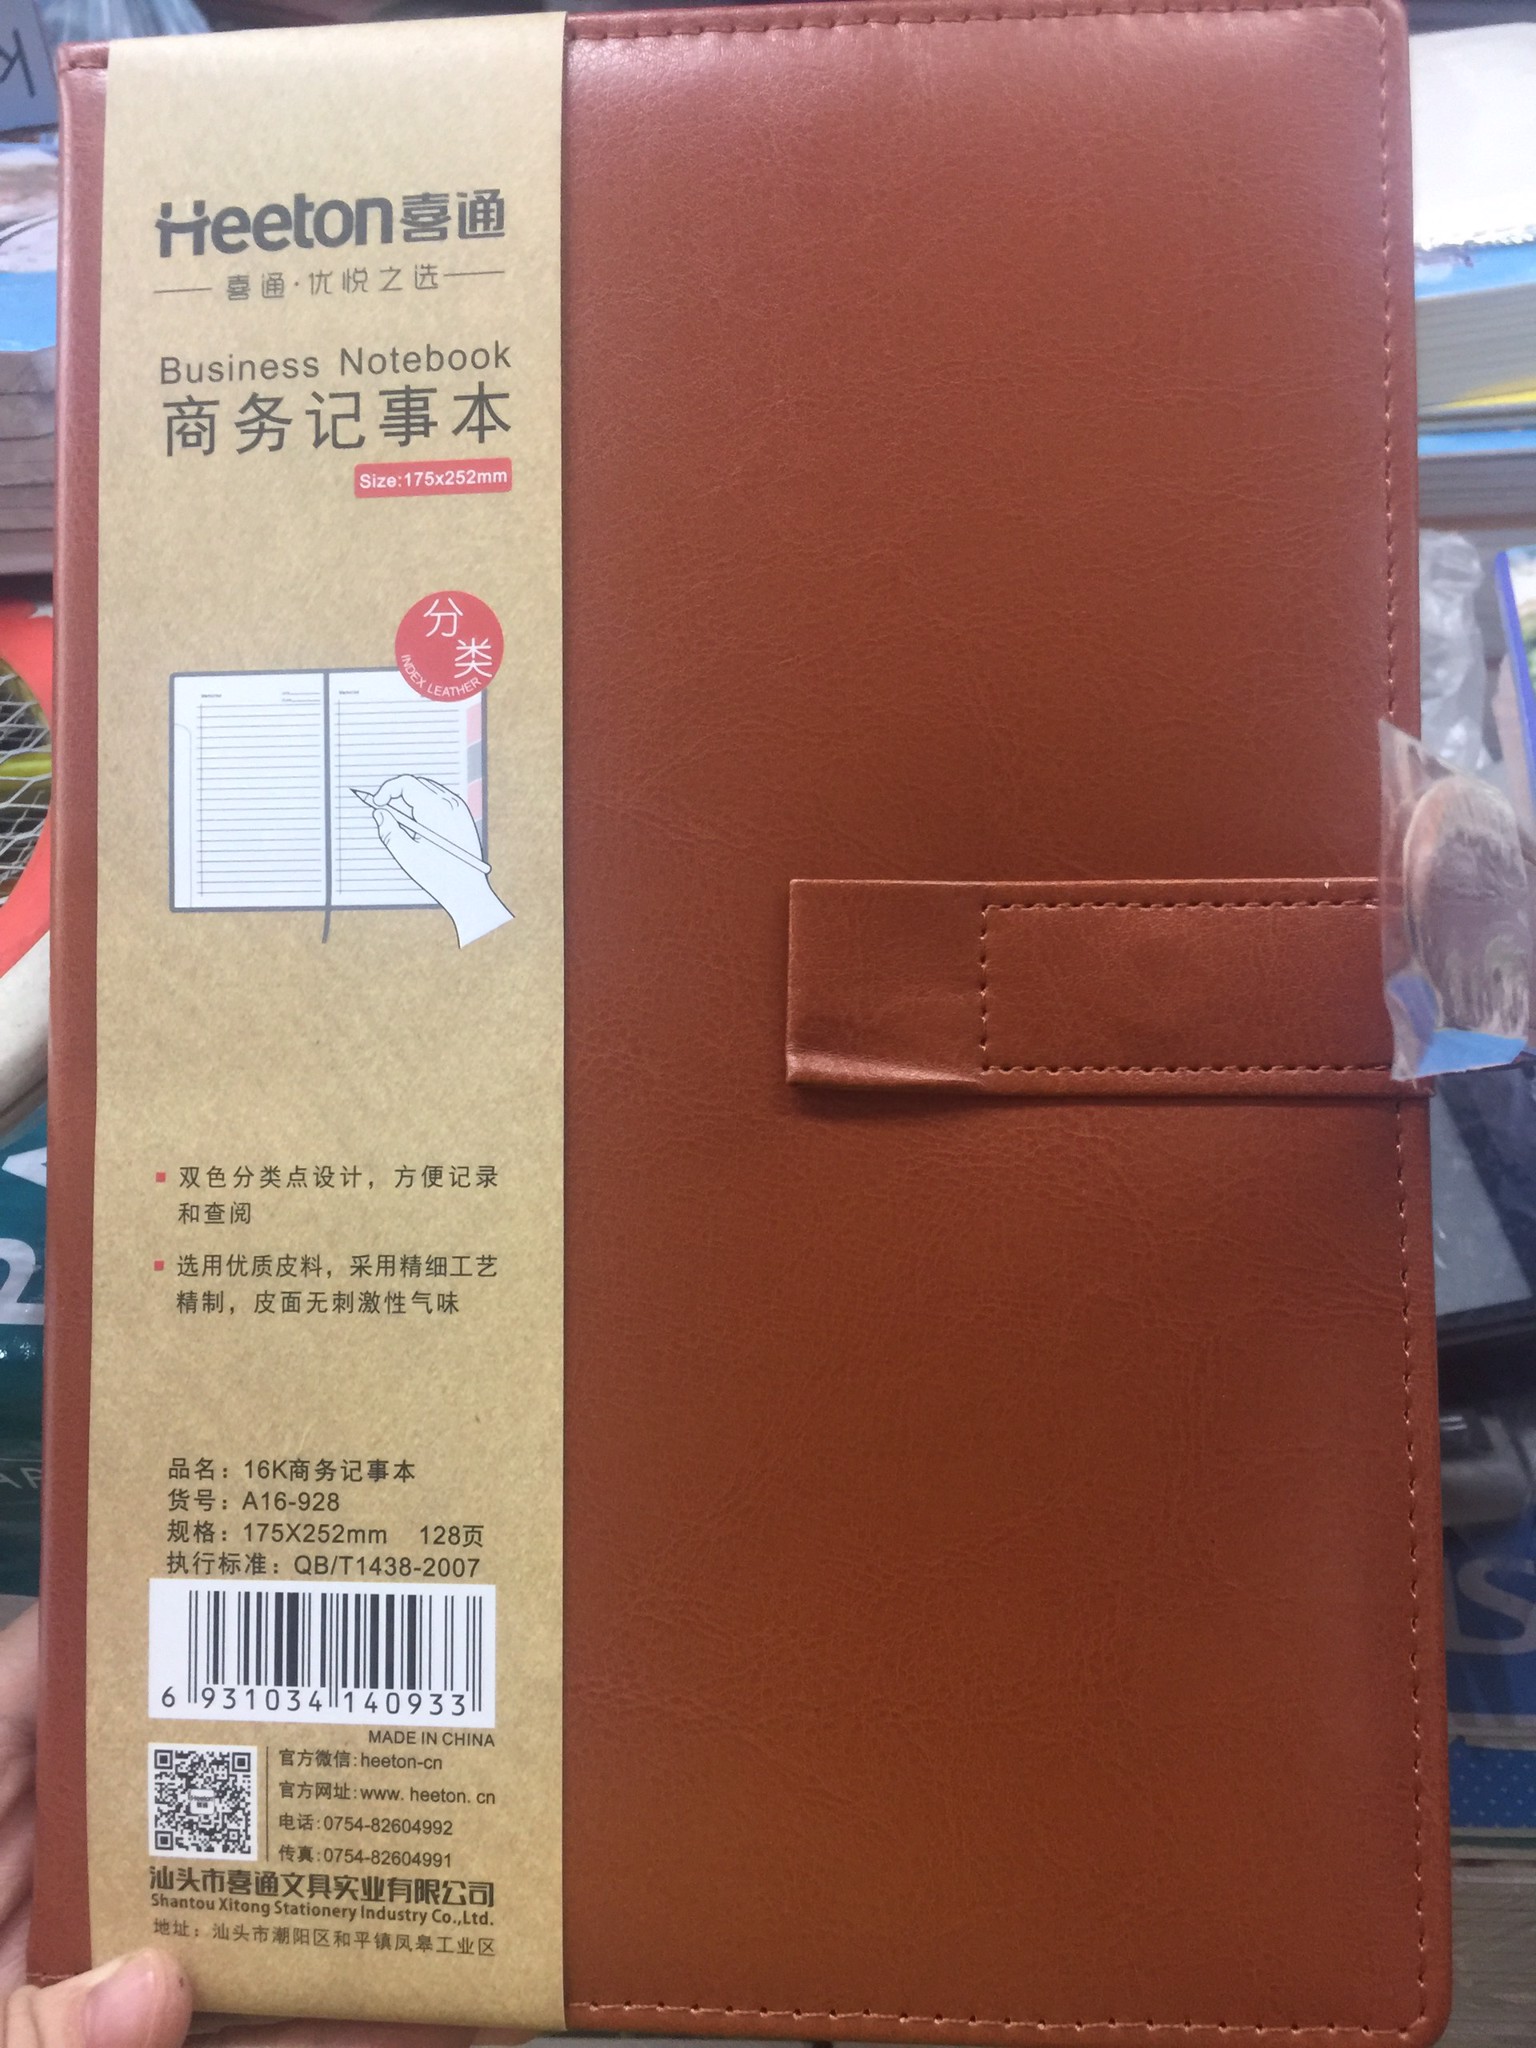 Heeton喜通
喜通·优悦之选
Business Notebook
商务记事本
Size:175x252mm
分类
INDEX LEATHER
双色分类点设计，方便记录
和查阅
选用优质皮料，采用精细工艺
精制，皮面无刺激性气味
品名：16K商务记事本
货号：A16-928
规格：175X252mm 128页
执行标准：QB/T1438-2007
6 931034 140933
MADE IN CHINA
官方微信:heeton-cn
官方网址:www. heeton. cn
电话:0754-82604992
传真:0754-82604991
汕头市喜通文具实业有限公司
Shantou Xitong Stationery Industry Co.,Ltd.
地址：汕头市潮阳区和平镇凤皋工业区